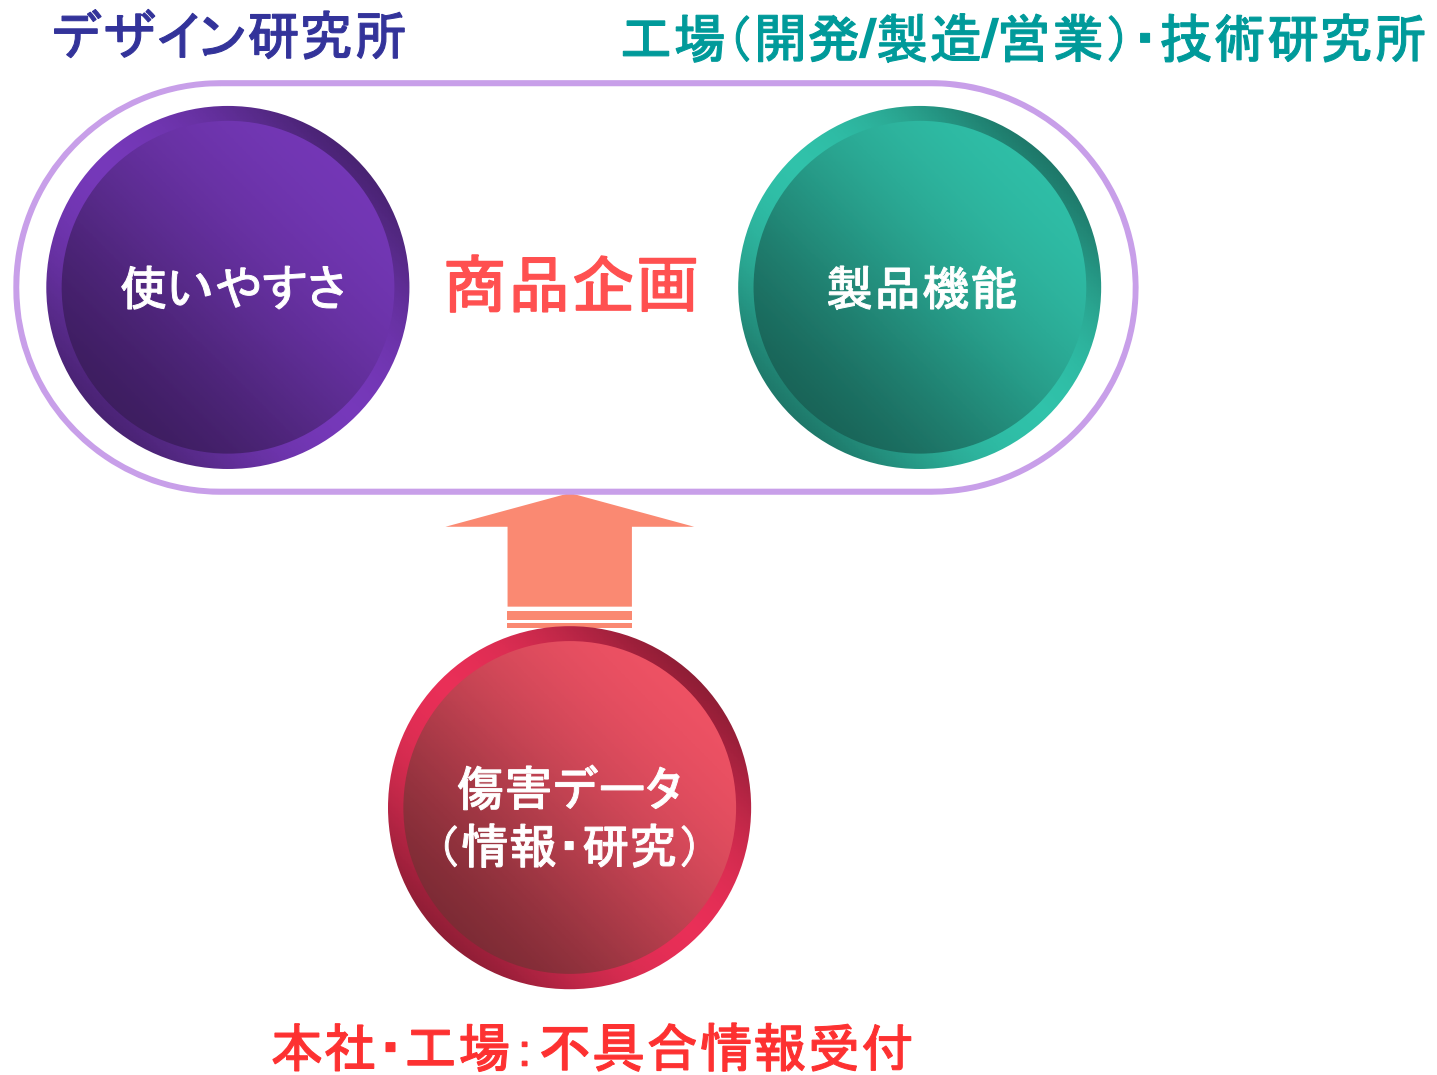 デザイン研究所
工場（開発/製造/営業）・技術研究所
使いやすさ
商品企画
製品機能
傷害データ
（情報・研究）
本社・工場：不具合情報受付